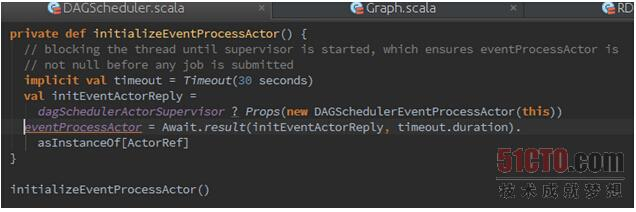 DAGScheduler.scala
Graph.scala
RD
private def initializeEventProcessActor() {
// blocking the thread until supervisor is started, which ensures eventProcessActor is
// not null before any job is submitted
implicit val timeout = Timeout(30 seconds)
val initEventActorReply =
dagSchedulerActorSupervisor ? Props(new DAGSchedulerEventProcessActor(this))
eventProcessActor = Await.result(initEventActorReply, timeout.duration).
asInstanceOf[ActorRef]
}
initializeEventProcessActor()
51CTO.com
技术成就梦想